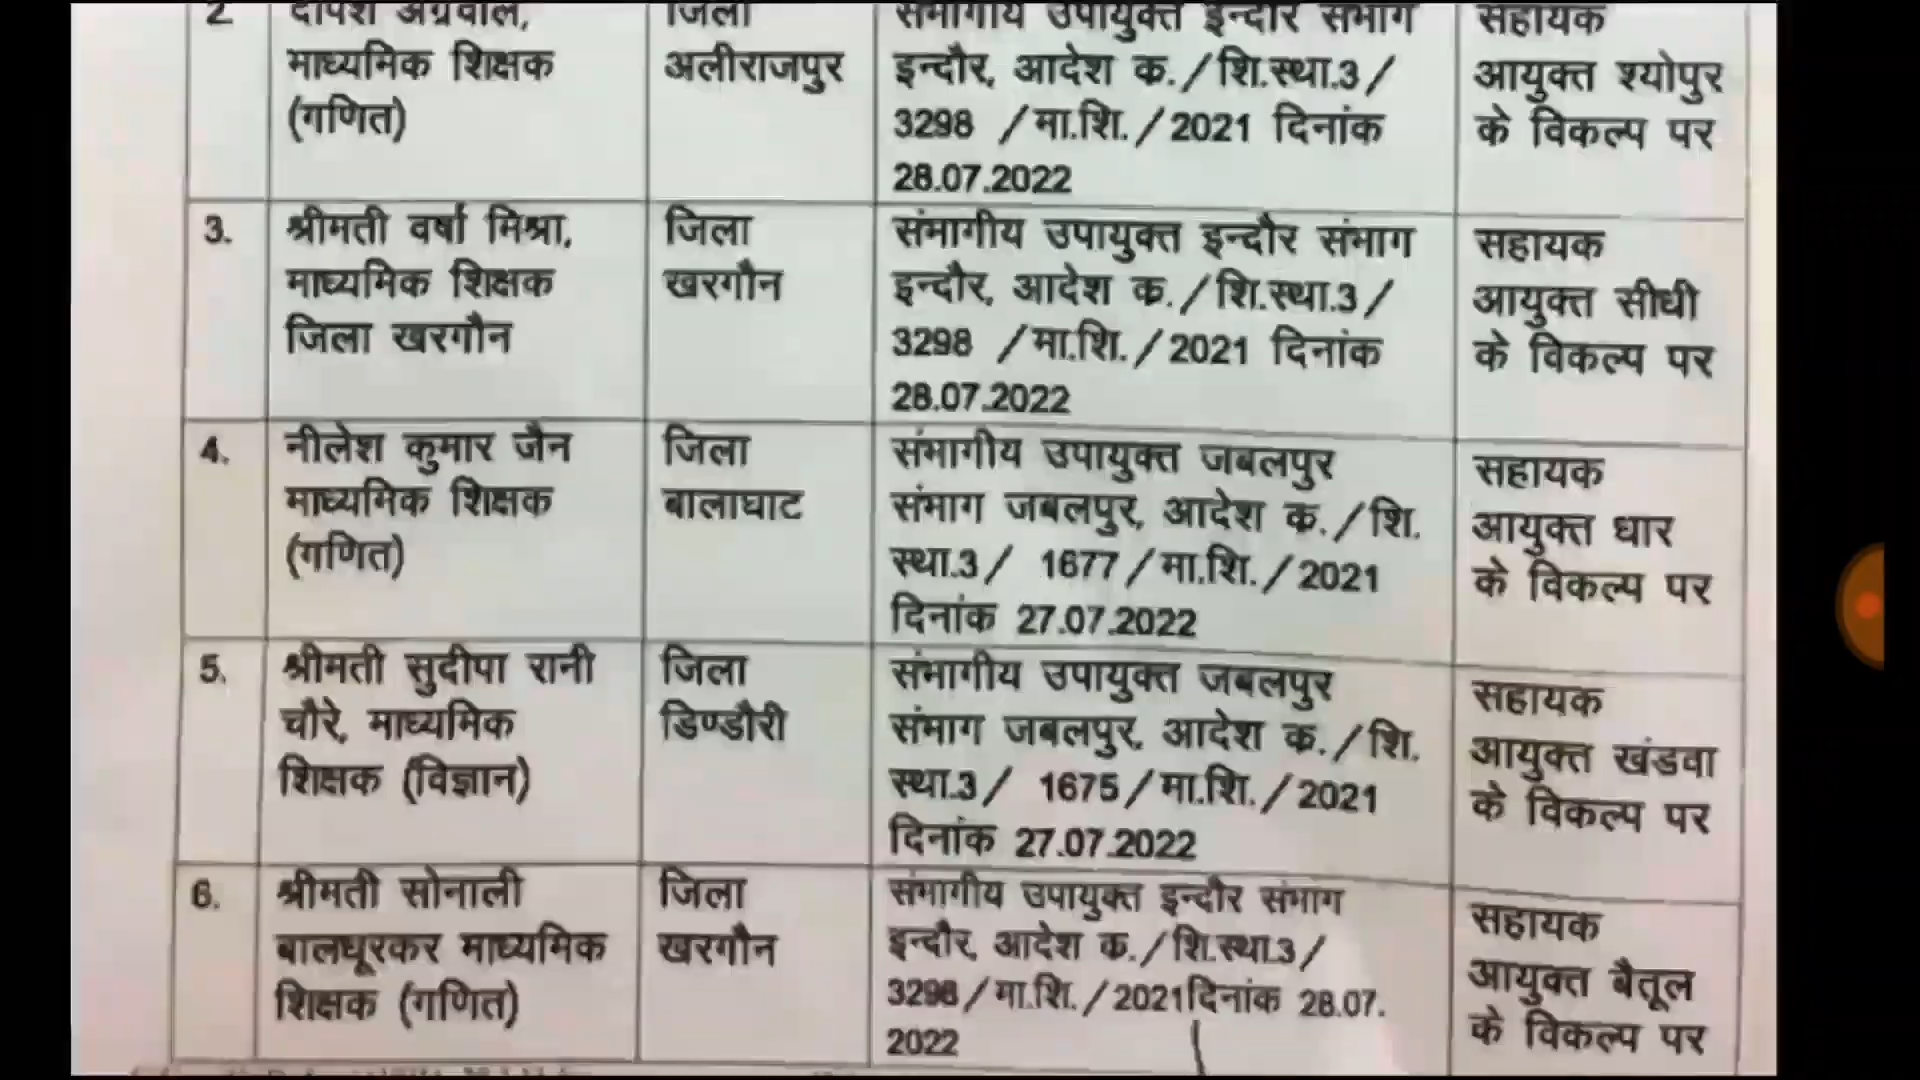 2
दीपेश अग्रवाल,
माध्यमिक शिक्षक
(गणित)
जिला
अलीराजपुर
संभागीय उपायुक्त इन्दौर संभाग
इन्दौर, आदेश क./शि.स्था.3/
3298 /मा.शि./2021 दिनांक
28.07.2022
सहायक
आयुक्त श्योपुर
के विकल्प पर
3.
श्रीमती वर्षा मिश्रा,
माध्यमिक शिक्षक
जिला खरगौन
जिला
खरगौन
संभागीय उपायुक्त इन्दौर संभाग
इन्दौर, आदेश क./शि.स्था.3/
3298 /मा.शि./2021 दिनांक
28.07.2022
सहायक
आयुक्त सीधी
के विकल्प पर
4.
नीलेश कुमार जैन
माध्यमिक शिक्षक
(गणित)
जिला
बालाघाट
संभागीय उपायुक्त जबलपुर
संभाग जबलपुर, आदेश क./शि.
स्था.3/ 1677/मा.शि./2021
दिनांक 27.07.2022
सहायक
आयुक्त धार
के विकल्प पर
5.
श्रीमती सुदीपा रानी
चौरे, माध्यमिक
शिक्षक (विज्ञान)
जिला
डिण्डौरी
संभागीय उपायुक्त जबलपुर
संभाग जबलपुर, आदेश क./शि.
स्था.3/ 1675/मा.शि./2021
दिनांक 27.07.2022
सहायक
आयुक्त खंडवा
के विकल्प पर
6.
श्रीमती सोनाली
बालधूरकर माध्यमिक
शिक्षक (गणित)
जिला
खरगौन
संभागीय उपायुक्त इन्दौर संभाग
इन्दौर, आदेश क./शि.स्था.3/
3298/मा.शि./2021दिनांक 28.07.
2022
सहायक
आयुक्त बैतूल
के विकल्प पर